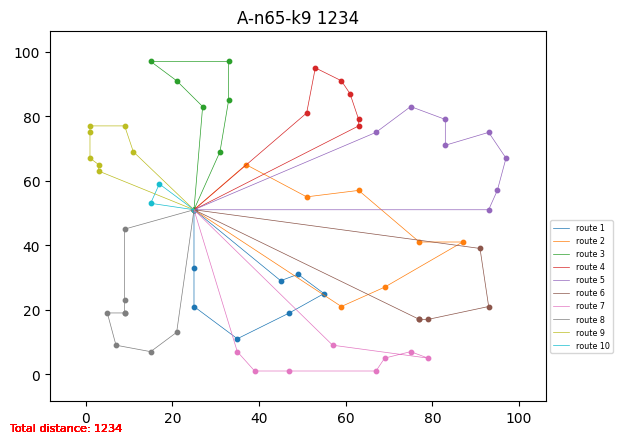 A-n65-k9 1234
100
80
60
40
20
0
0 20 40 60 80 100
route 1
route 2
route 3
route 4
route 5
route 6
route 7
route 8
route 9
route 10
Total distance: 1234